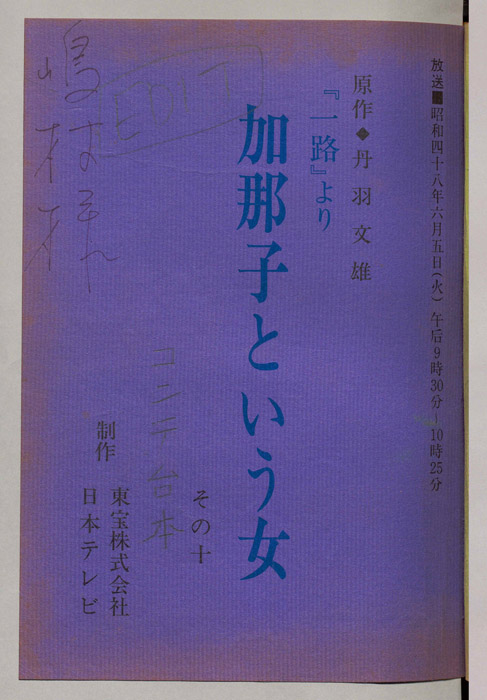 放送■昭和四十八年六月五日(火)午后9時30分—10時25分
原作◆丹羽文雄
『一路』より
加那子という女
その十
コンテ台本
制作
東宝株式会社
日本テレビ
嶋村様